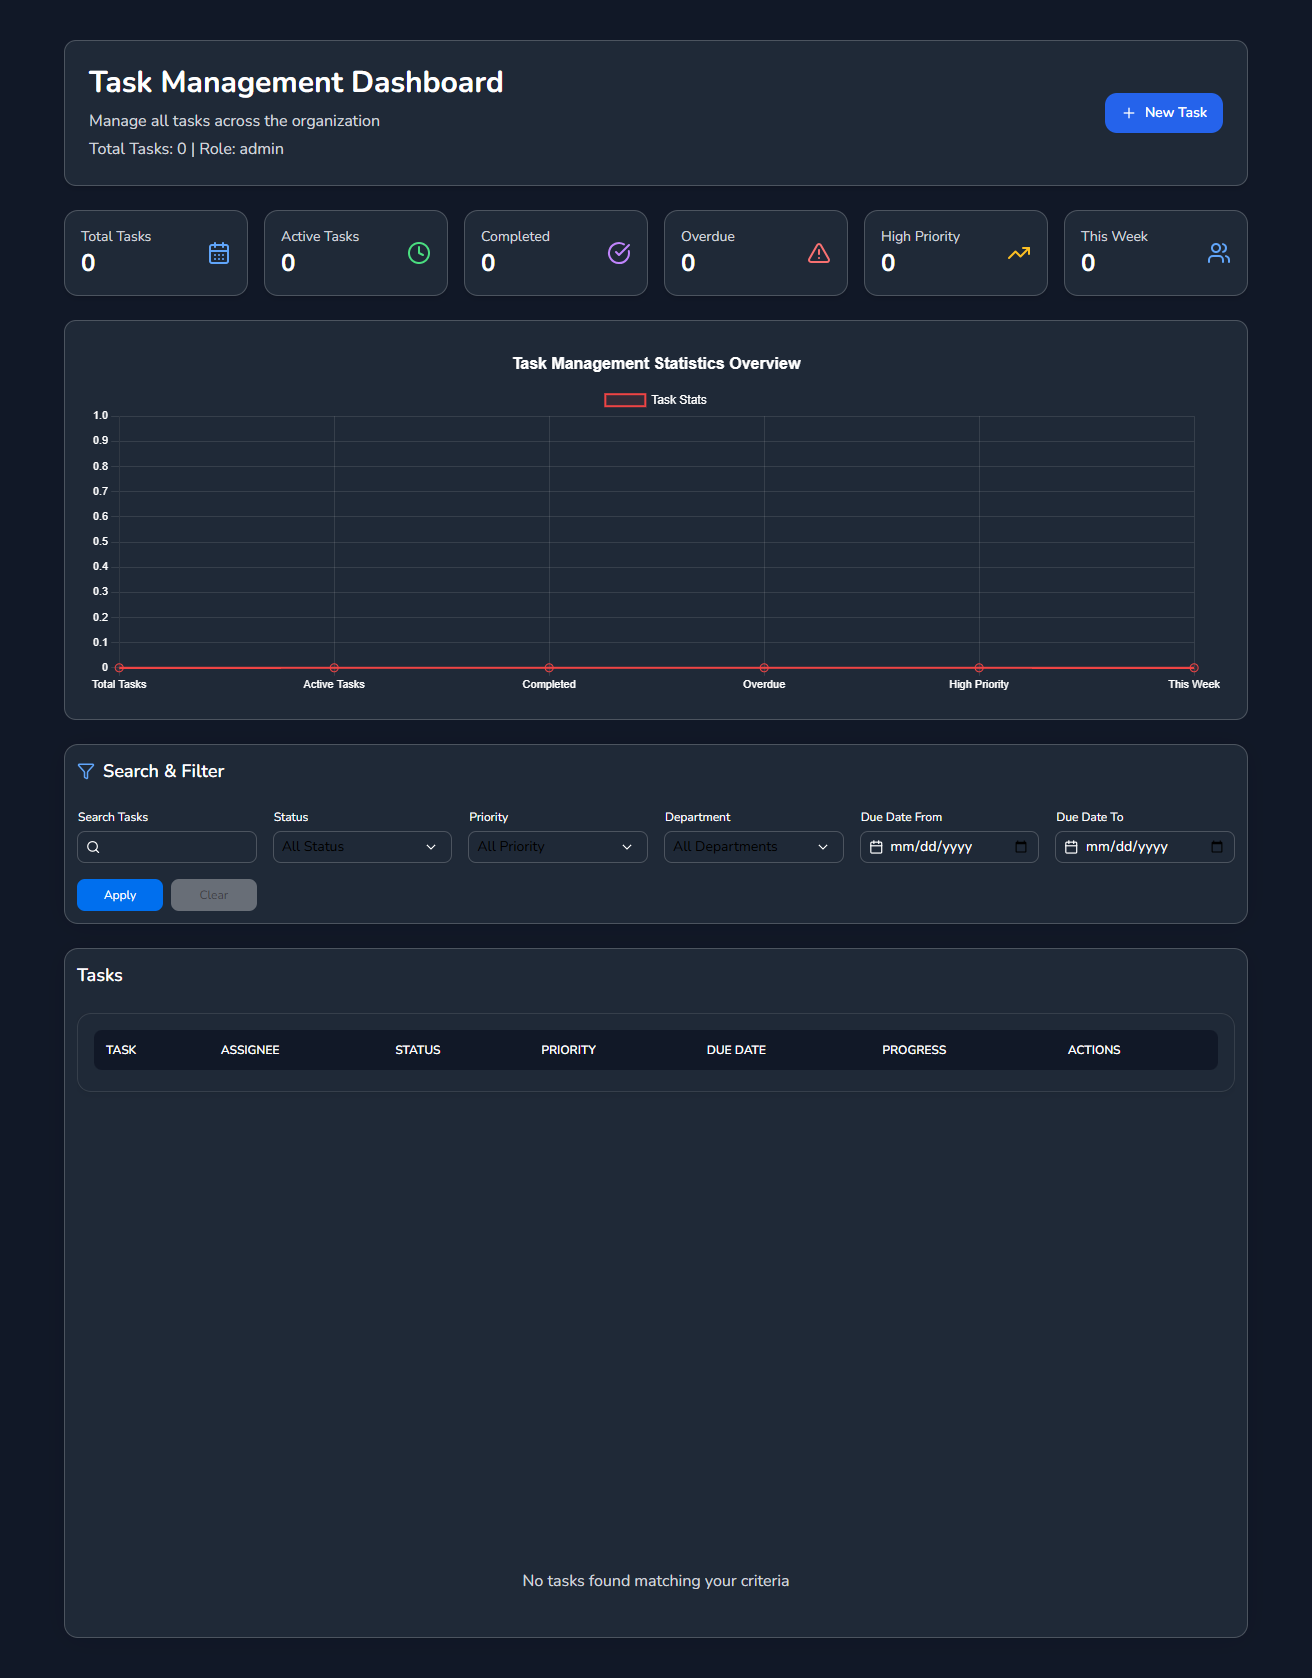 Task Management Dashboard
Manage all tasks across the organization
Total Tasks: 0 | Role: admin
+ New Task
Total Tasks
0
Active Tasks
0
Completed
0
Overdue
0
High Priority
0
This Week
0
Task Management Statistics Overview
Task Stats
1.0
0.9
0.8
0.7
0.6
0.5
0.4
0.3
0.2
0.1
0
Total Tasks Active Tasks Completed Overdue High Priority This Week
Search & Filter
Search Tasks Status Priority Department Due Date From Due Date To
All Status All Priority All Departments mm/dd/yyyy mm/dd/yyyy
Apply Clear
Tasks
TASK ASSIGNEE STATUS PRIORITY DUE DATE PROGRESS ACTIONS
No tasks found matching your criteria